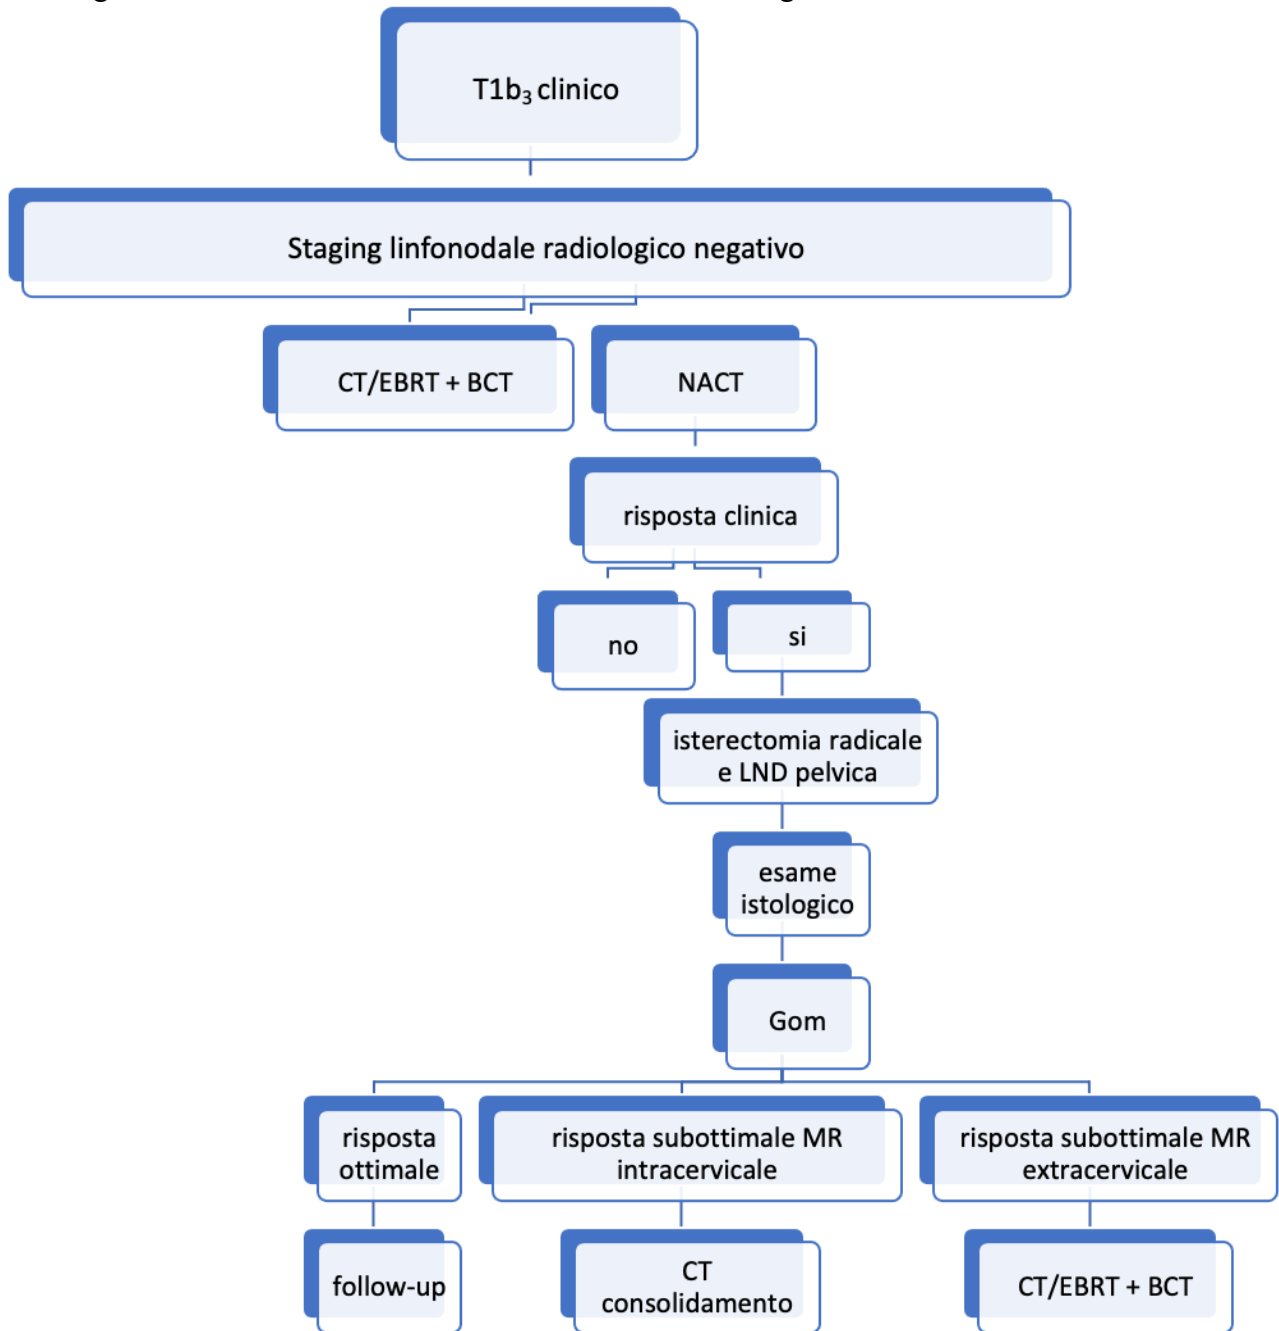 T1b₃ clinico
Staging linfonodale radiologico negativo
CT/EBRT + BCT
NACT
risposta clinica
no
si
isterectomia radicale
e LND pelvica
esame
istologico
Gom
risposta
ottimale
risposta subottimale MR
intracervicale
risposta subottimale MR
extracervicale
follow-up
CT
consolidamento
CT/EBRT + BCT